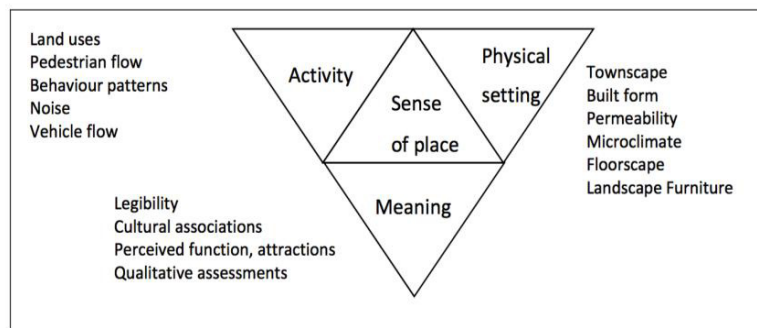 Land uses
Pedestrian flow
Behaviour patterns
Noise
Vehicle flow
Activity
Physical
setting
Sense
of place
Townscape
Built form
Permeability
Microclimate
Floorscape
Landscape Furniture
Legibility
Cultural associations
Perceived function, attractions
Qualitative assessments
Meaning